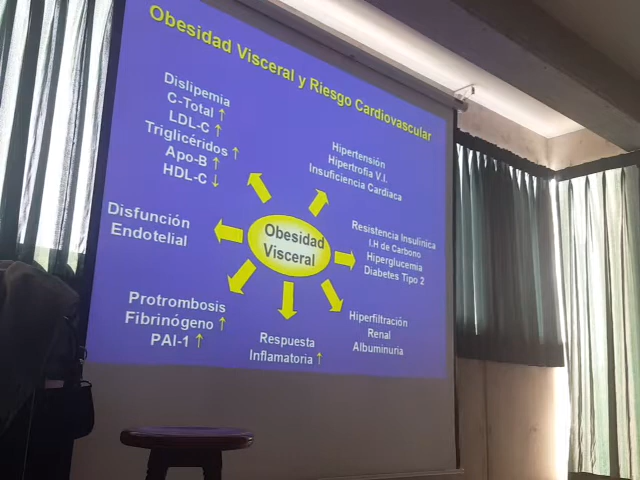 Obesidad Visceral y Riesgo Cardiovascular
Dislipemia
C-Total ↑
LDL-C ↑
Triglicéridos ↑
Apo-B ↑
HDL-C ↓
Hipertensión
Hipertrofia V.I.
Insuficiencia Cardiaca
Disfunción
Endotelial
Obesidad
Visceral
Resistencia Insulínica
I.H de Carbono
Hiperglucemia
Diabetes Tipo 2
Protrombosis
Fibrinógeno ↑
PAI-1 ↑
Respuesta
Inflamatoria ↑
Hiperfiltración
Renal
Albuminuria